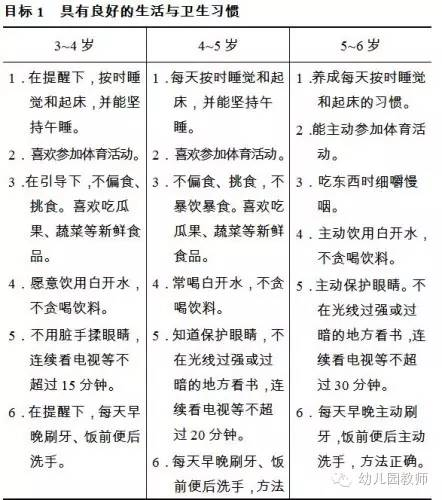 目标 1 具有良好的生活与卫生习惯
3~4 岁
4~5 岁
5~6 岁
1．在提醒下，按时睡
觉和起床，并能坚
持午睡。
2．喜欢参加体育活动。
3．在引导下，不偏食、
挑食。喜欢吃瓜
果、蔬菜等新鲜食
品。
4．愿意饮用白开水，
不贪喝饮料。
5．不用脏手揉眼睛，
连续看电视等不
超过 15 分钟。
6．在提醒下，每天早
晚刷牙、饭前便后
洗手。
1．每天按时睡觉和起
床，并能坚持午
睡。
2．喜欢参加体育活动。
3．不偏食、挑食，不
暴饮暴食。喜欢吃
瓜果、蔬菜等新鲜
食品。
4．常喝白开水，不贪
喝饮料。
5．知道保护眼睛，不
在光线过强或过
暗的地方看书，连
续看电视等不超
过 20 分钟。
6．每天早晚刷牙、饭
前便后洗手，方法
1．养成每天按时睡觉
和起床的习惯。
2．能主动参加体育活
动。
3．吃东西时细嚼慢
咽。
4．主动饮用白开水，
不贪喝饮料。
5．主动保护眼睛。不
在光线过强或过
暗的地方看书，连
续看电视等不超
过 30 分钟。
6．每天早晚主动刷
牙，饭前便后主动
洗手，方法正确。
幼儿园教师